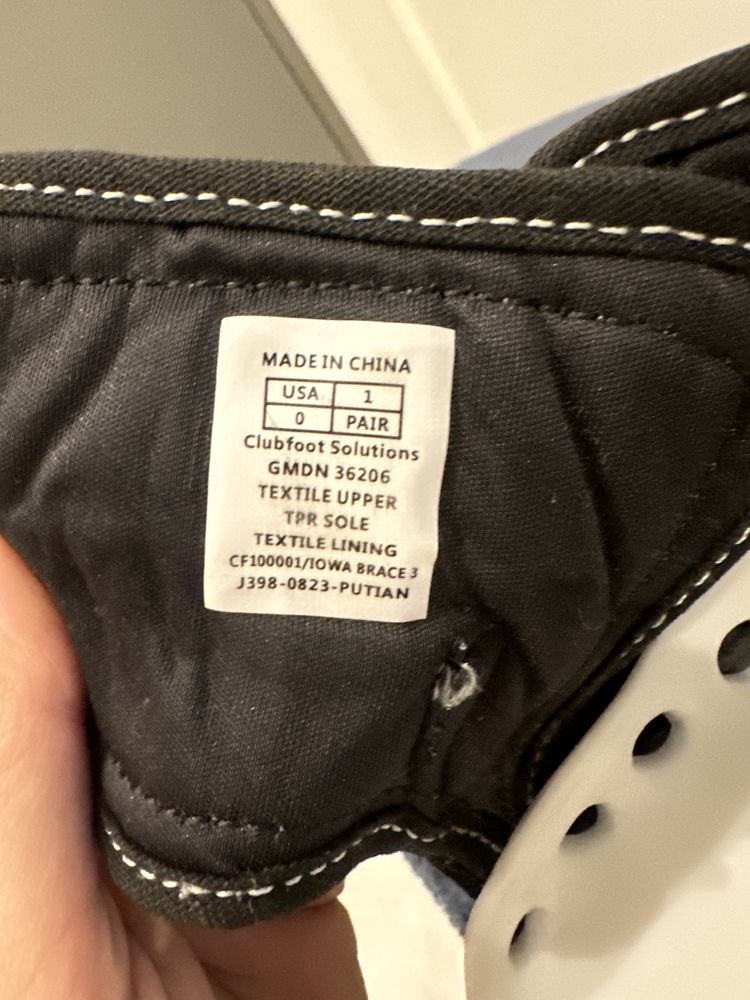 MADE IN CHINA
USA 1
0 PAIR
Clubfoot Solutions
GMDN 36206
TEXTILE UPPER
TPR SOLE
TEXTILE LINING
CF100001/IOWA BRACE 3
J398-0823-PUTIAN